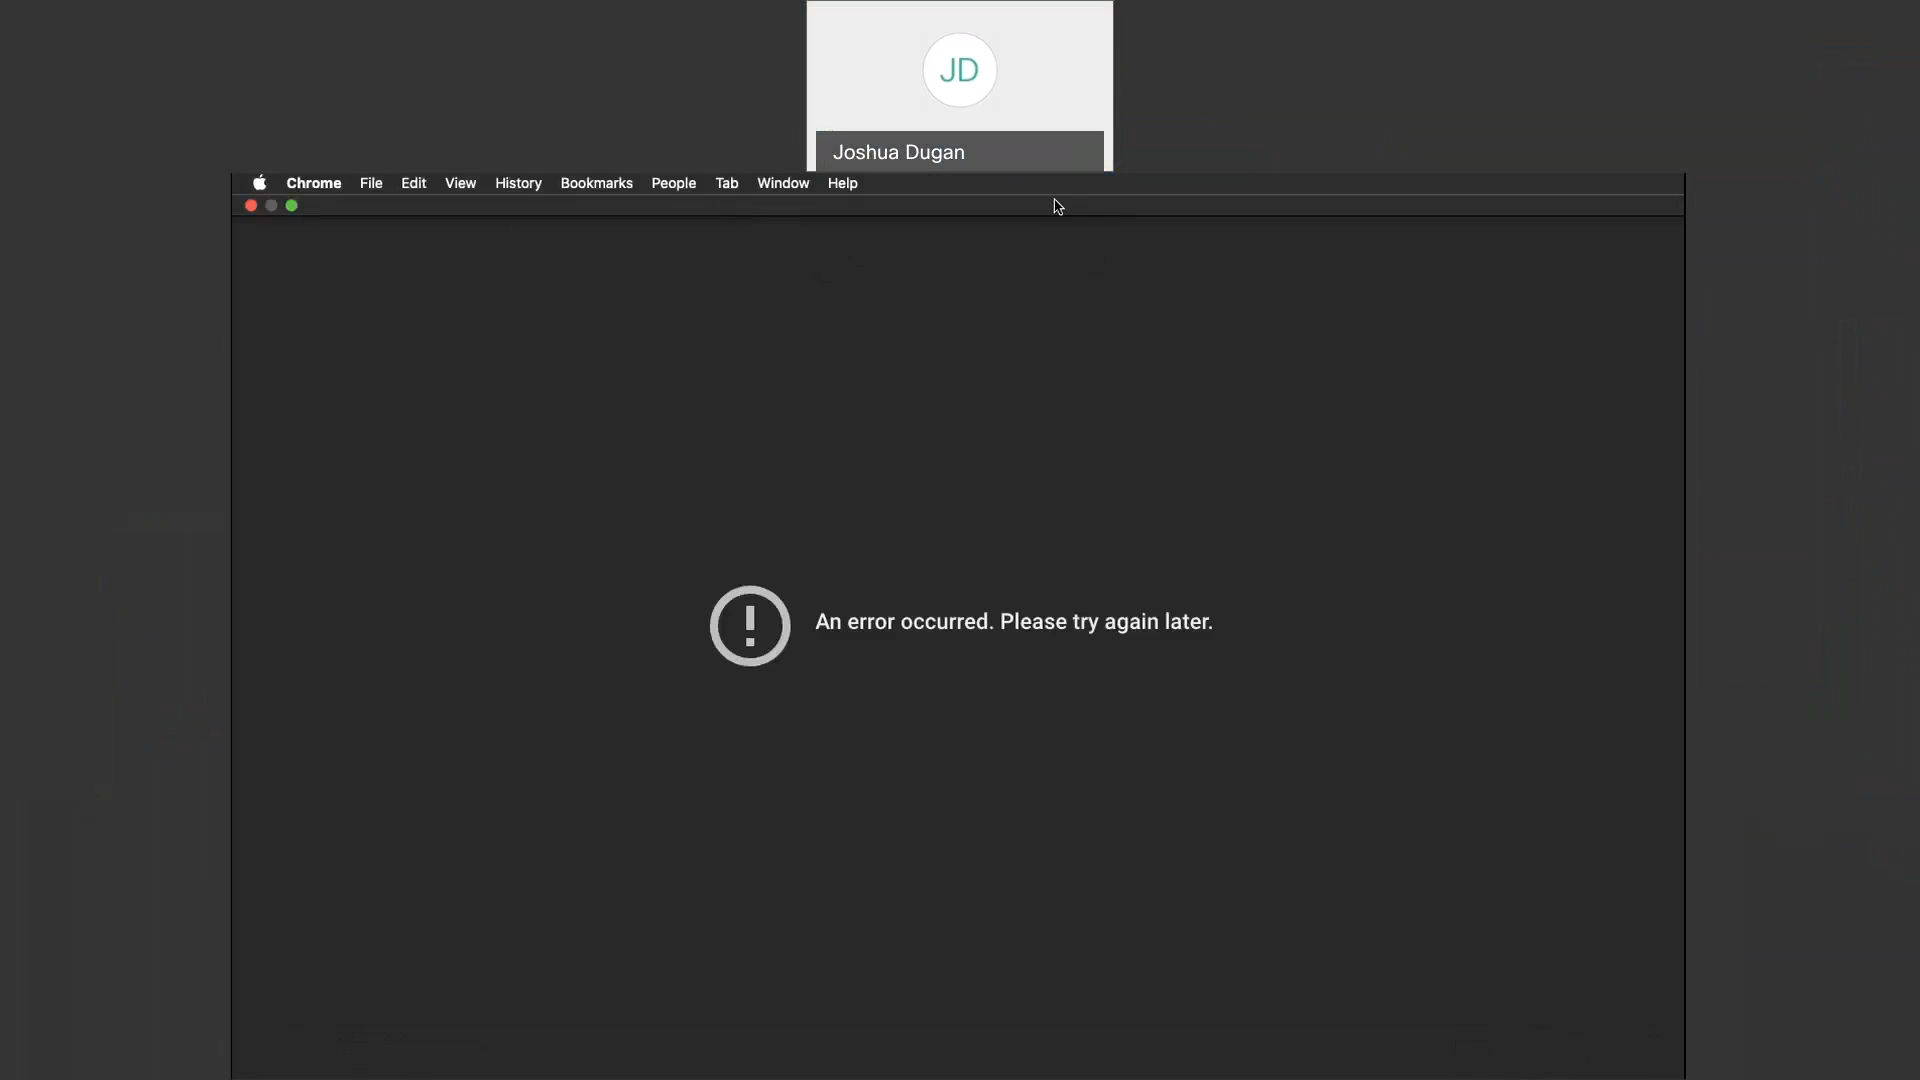 JD
Joshua Dugan
Chrome File Edit View History Bookmarks People Tab Window Help
An error occurred. Please try again later.